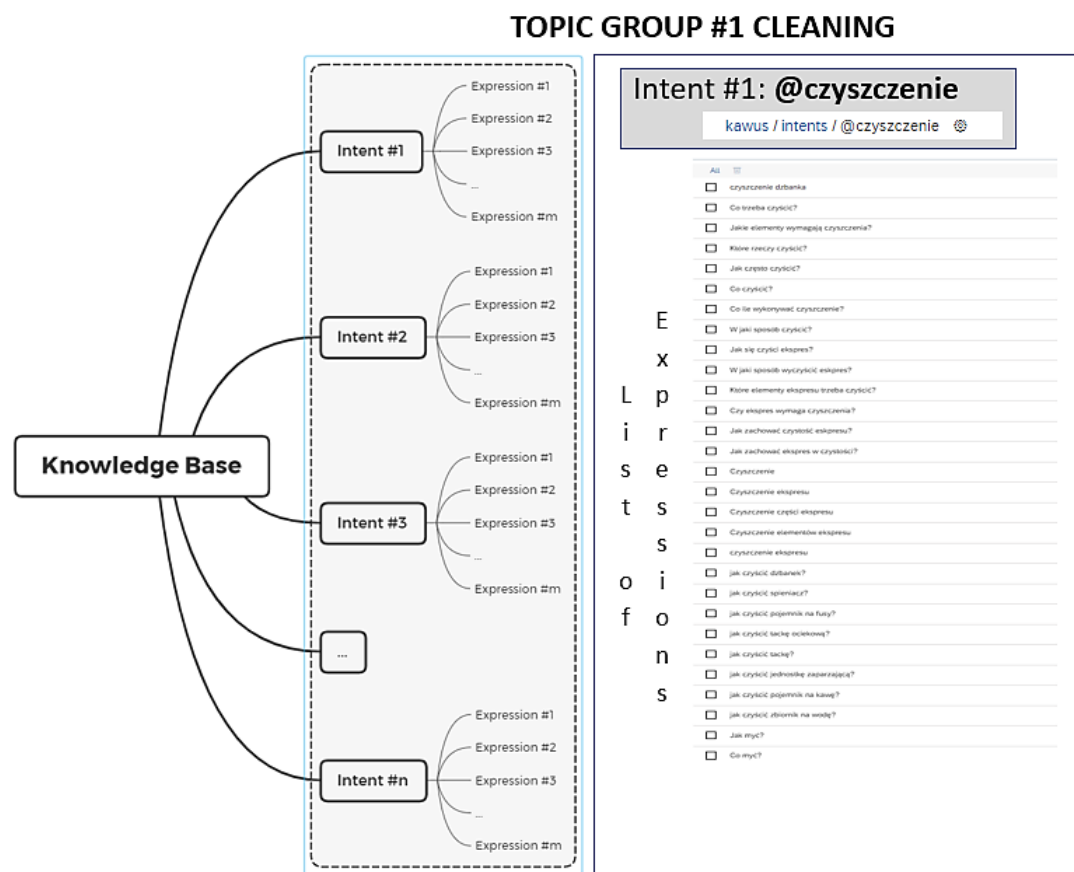 TOPIC GROUP #1 CLEANING
Knowledge Base
Intent #1
Expression #1
Expression #2
Expression #3
...
Expression #m
Intent #2
Expression #1
Expression #2
Expression #3
...
Expression #m
Intent #3
Expression #1
Expression #2
Expression #3
...
Expression #m
...
Intent #n
Expression #1
Expression #2
Expression #3
...
Expression #m
Intent #1: @czyszczenie
kawus / intents / @czyszczenie
List of
Expressions
All
czyszczenie dzbanka
Co trzeba czyścić?
Jakie elementy wymagają czyszczenia?
Które rzeczy czyścić?
Jak często czyścić?
Co czyścić?
Co ile wykonywać czyszczenie?
W jaki sposób czyścić?
Jak się czyści ekspres?
W jaki sposób wyczyścić eskpres?
Które elementy ekspresu trzeba czyścić?
Czy ekspres wymaga czyszczenia?
Jak zachować czystość eskpresu?
Jak zachować ekspres w czystości?
Czyszczenie
Czyszczenie ekspresu
Czyszczenie części ekspresu
Czyszczenie elementów ekspresu
czyszczenie ekspresu
jak czyścić dzbanek?
jak czyścić spieniacz?
jak czyścić pojemnik na fusy?
jak czyścić tackę ociekową?
jak czyścić tackę?
jak czyścić jednostkę zaparzającą?
jak czyścić pojemnik na kawę?
jak czyścić zbiornik na wodę?
Jak myć?
Co myć?